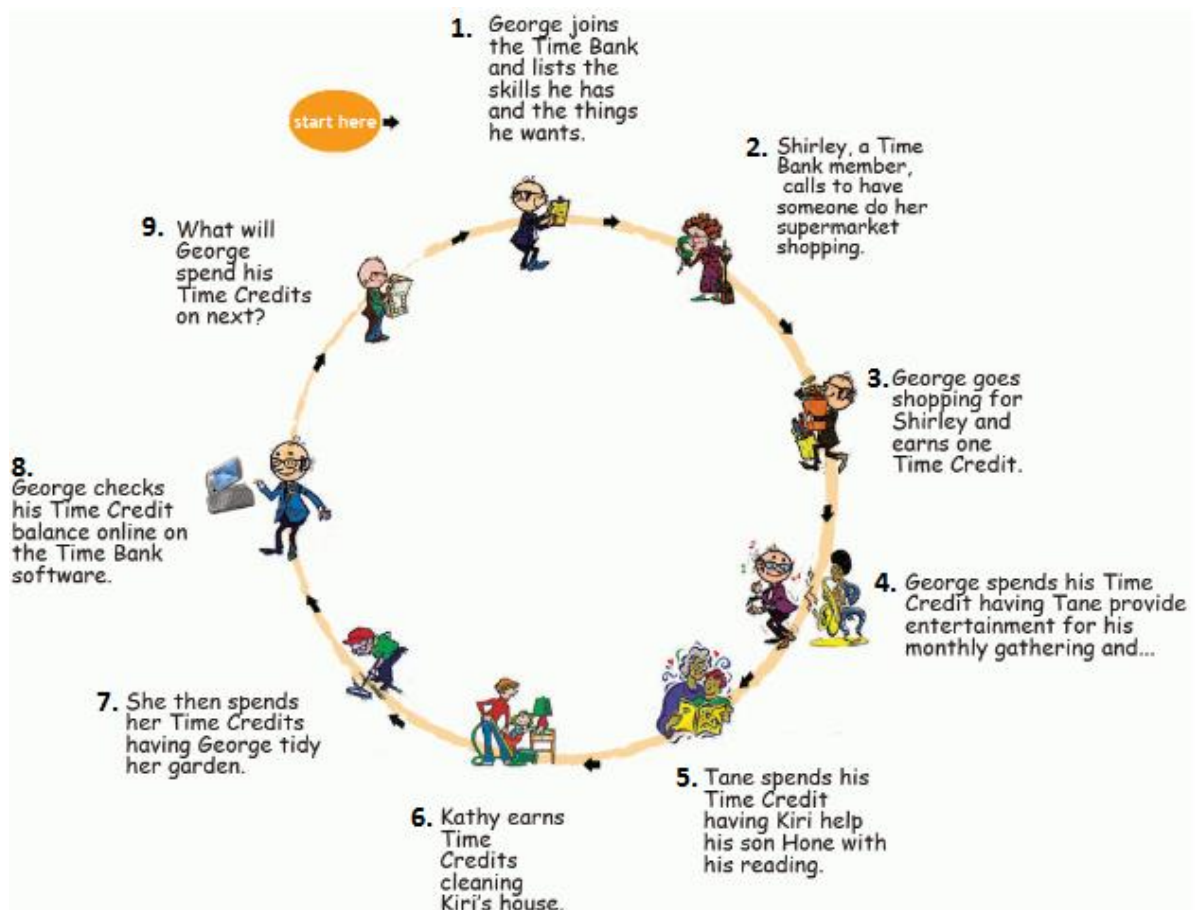 start here
1. George joins
the Time Bank
and lists the
skills he has
and the things
he wants.
2. Shirley, a Time
Bank member,
calls to have
someone do her
supermarket
shopping.
3. George goes
shopping for
Shirley and
earns one
Time Credit.
4. George spends his Time
Credit having Tane provide
entertainment for his
monthly gathering and...
5. Tane spends his
Time Credit
having Kiri help
his son Hone with
his reading.
6. Kathy earns
Time
Credits
cleaning
Kiri's house.
7. She then spends
her Time Credits
having George tidy
her garden.
8.
George checks
his Time Credit
balance online on
the Time Bank
software.
9. What will
George
spend his
Time Credits
on next?